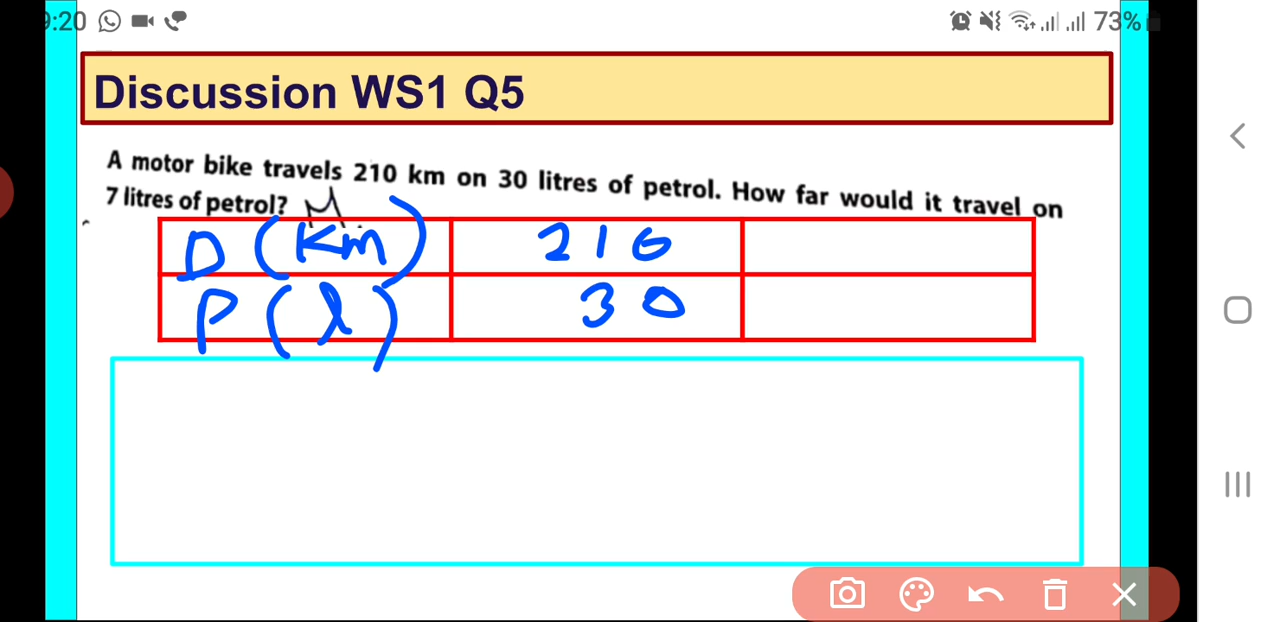 9:20 73%
Discussion WS1 Q5
A motor bike travels 210 km on 30 litres of petrol. How far would it travel on
7 litres of petrol?
D (Km) 210
P (l) 30